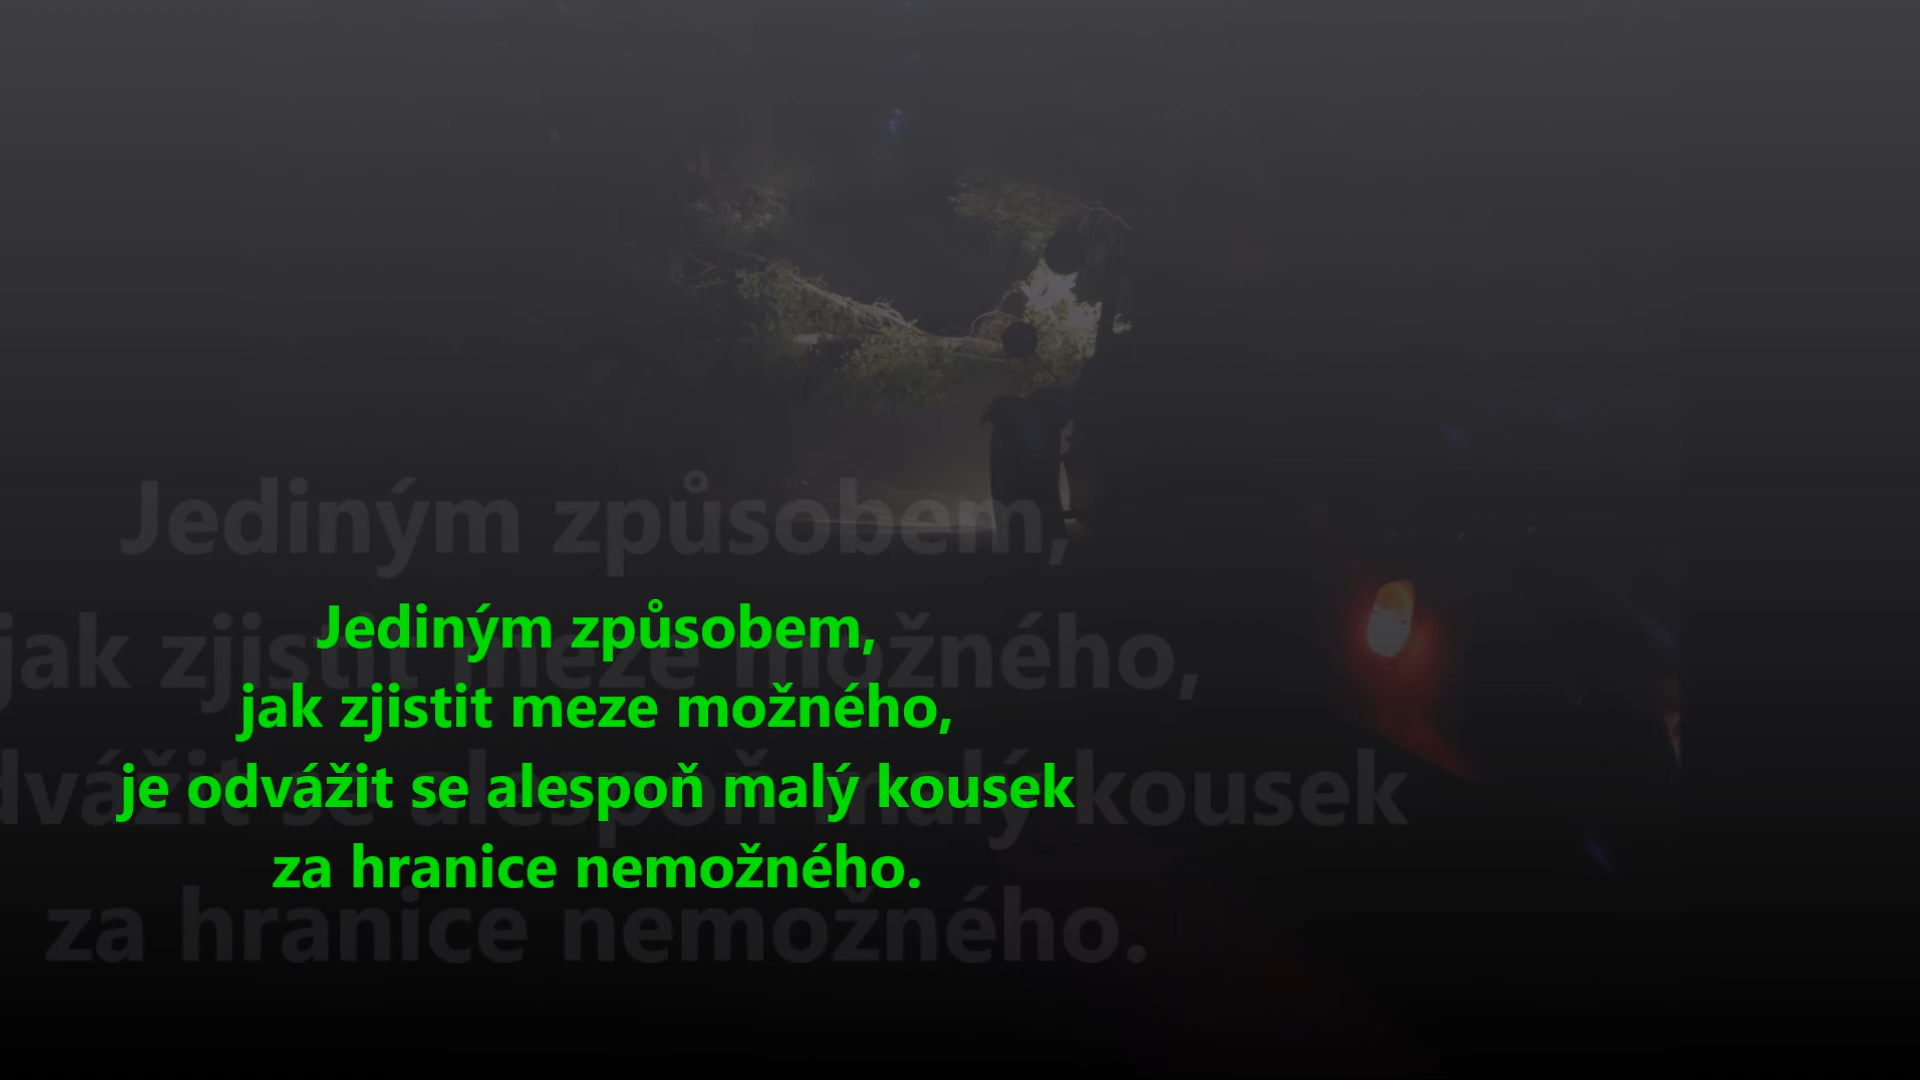 Jediným způsobem,
jak zjistit meze možného,
je odvážit se alespoň malý kousek
za hranice nemožného.